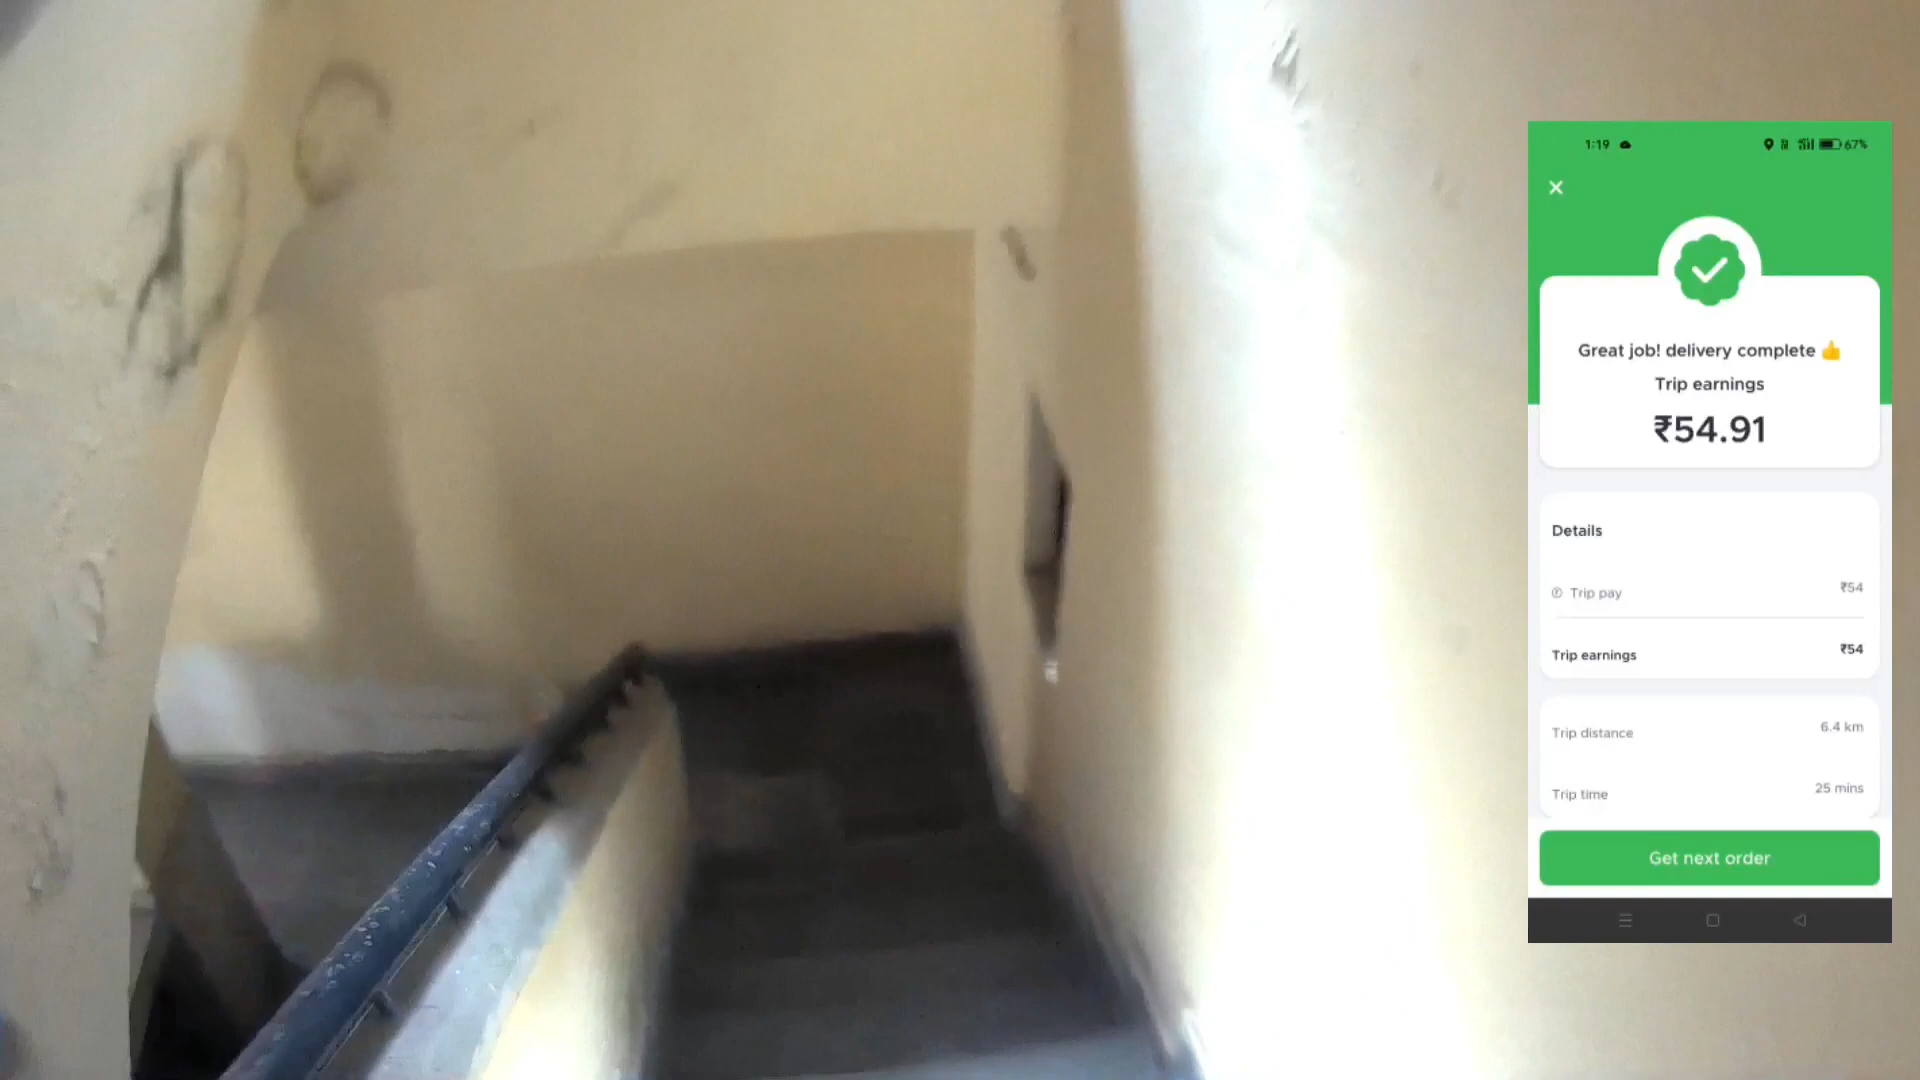 1:19
67%
Great job! delivery complete 👍
Trip earnings
₹54.91
Details
Trip pay ₹54
Trip earnings ₹54
Trip distance 6.4 km
Trip time 25 mins
Get next order